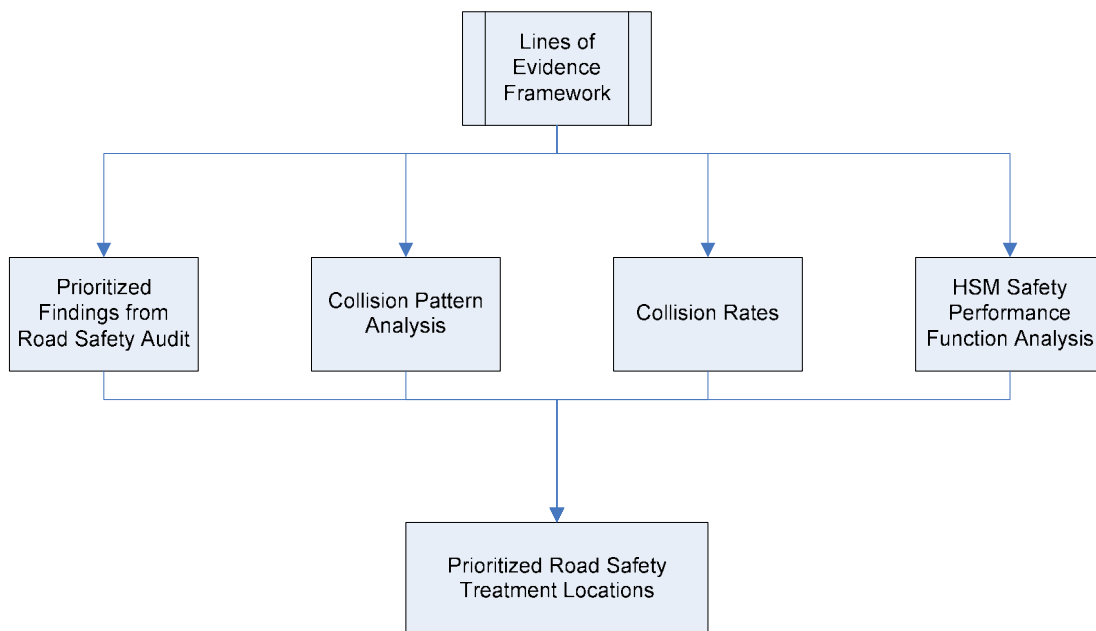 Lines of
Evidence
Framework
Prioritized
Findings from
Road Safety Audit
Collision Pattern
Analysis
Collision Rates
HSM Safety
Performance
Function Analysis
Prioritized Road Safety
Treatment Locations